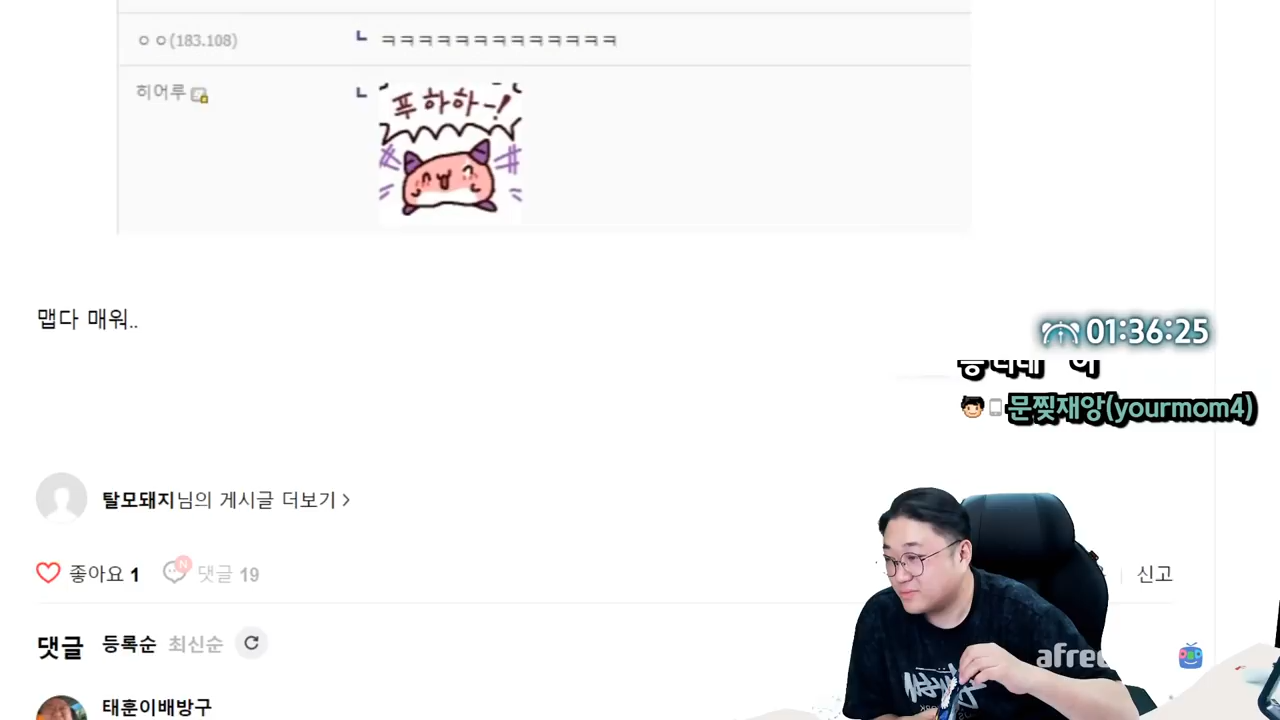 ㅇㅇ(183.108)
ㄴ ㅋㅋㅋㅋㅋㅋㅋㅋㅋㅋㅋㅋㅋ
히어루
ㄴ
푸하하-!
맵다 매워..
01:36:25
문찢재앙(yourmom4)
탈모돼지님의 게시글 더보기 >
좋아요 1 댓글 19
N
신고
댓글 등록순 최신순
태훈이배방구